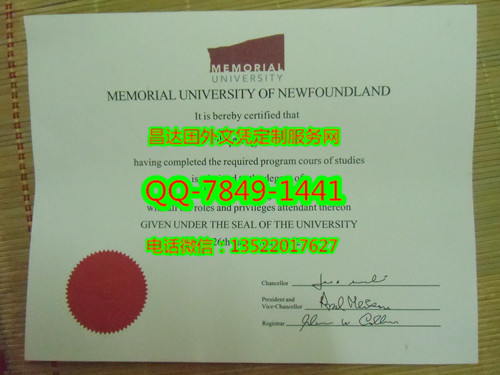 MEMORIAL
UNIVERSITY
MEMORIAL UNIVERSITY OF NEWFOUNDLAND
It is hereby certified that
昌达国外文凭定制服务网
having completed the required program cours of studies
QQ-7849-1441
roles and privileges attendant thereon
GIVEN UNDER THE SEAL OF THE UNIVERSITY
电话微信：13522017627
26th
Chancellor
President and
Vice-Chancellor
Registrar